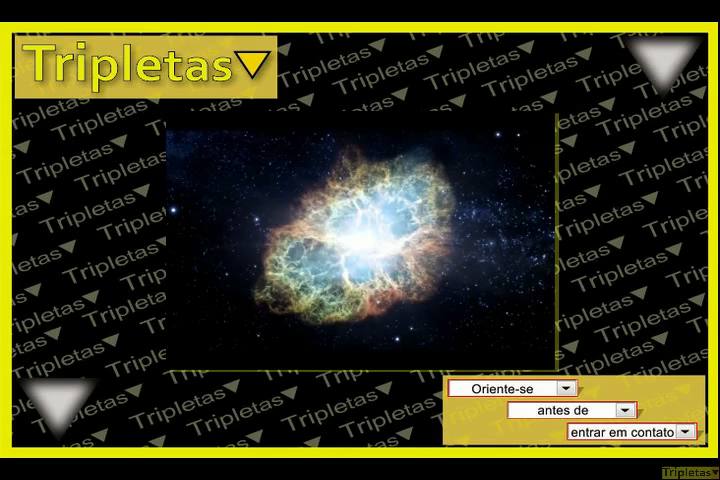 Tripletas
Oriente-se
antes de
entrar em contato
Tripletas